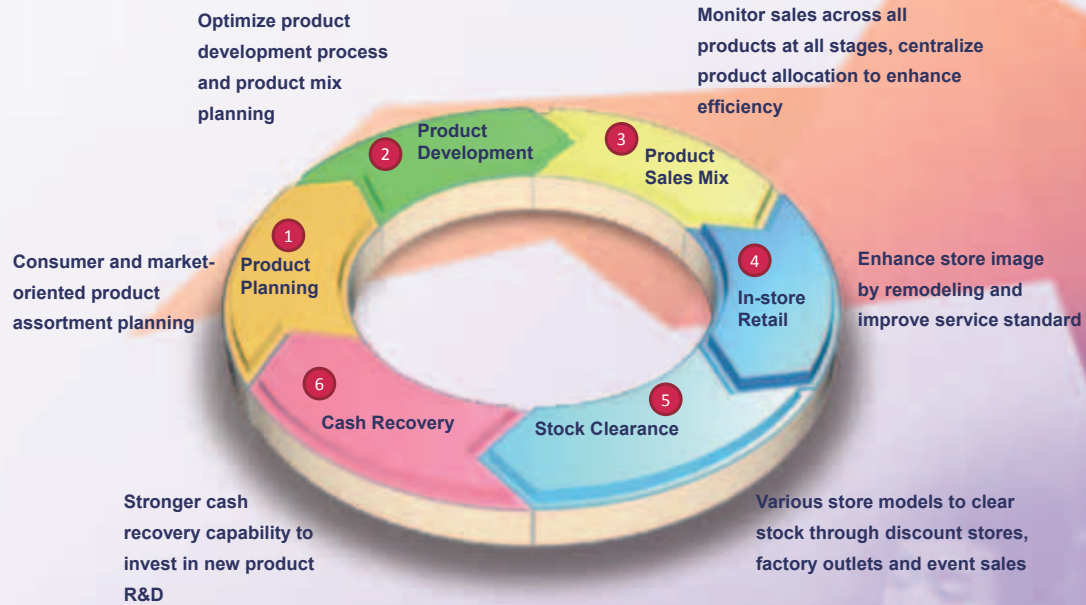 Optimize product
development process
and product mix
planning
Monitor sales across all
products at all stages, centralize
product allocation to enhance
efficiency
2
Product
Development
3
Product
Sales Mix
1
Product
Planning
4
In-store
Retail
Consumer and market-
oriented product
assortment planning
Enhance store image
by remodeling and
improve service standard
6
Cash Recovery
5
Stock Clearance
Stronger cash
recovery capability to
invest in new product
R&D
Various store models to clear
stock through discount stores,
factory outlets and event sales